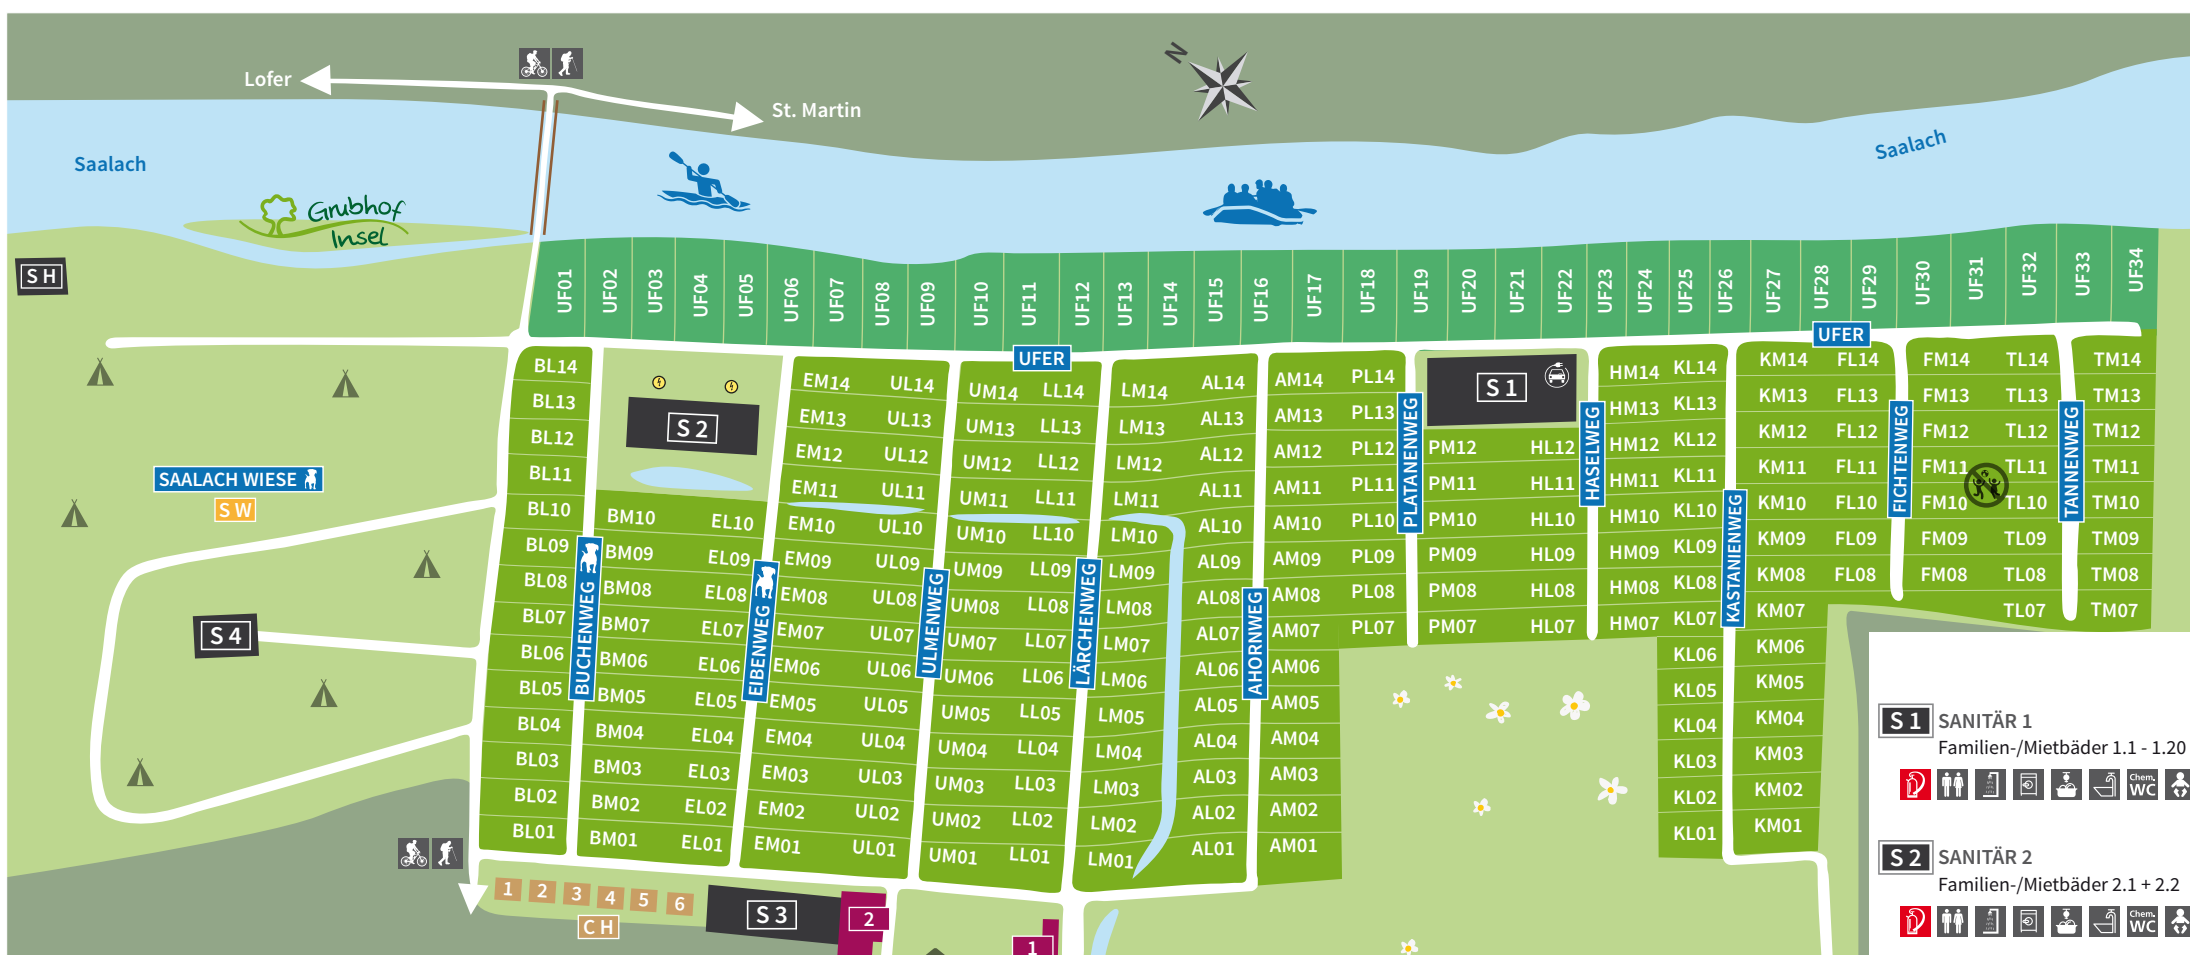 N
Lofer
St. Martin
Saalach
Saalach
Grubhof
Insel
S H
UF01 UF02 UF03 UF04 UF05 UF06 UF07 UF08 UF09 UF10 UF11 UF12 UF13 UF14 UF15 UF16 UF17 UF18 UF19 UF20 UF21 UF22 UF23 UF24 UF25 UF26 UF27 UF28 UF29 UF30 UF31 UF32 UF33 UF34
UFER
UFER
BL14 EM14 UL14 UM14 LL14 LM14 AL14 AM14 PL14 S 1 HM14 KL14 KM14 FL14 FM14 TL14 TM14
BL13 EM13 UL13 UM13 LL13 LM13 AL13 AM13 PL13 HM13 KL13 KM13 FL13 FM13 TL13 TM13
S 2
BL12 EM12 UL12 UM12 LL12 LM12 AL12 AM12 PL12 PM12 HL12 HM12 KL12 KM12 FL12 FM12 TL12 TM12
BL11 EM11 UL11 UM11 LL11 LM11 AL11 AM11 PL11 PM11 HL11 HM11 KL11 KM11 FL11 FM11 TL11 TM11
SAALACH WIESE
S W
BL10 BM10 EL10 EM10 UL10 UM10 LL10 LM10 AL10 AM10 PL10 PM10 HL10 HM10 KL10 KM10 FL10 FM10 TL10 TM10
BL09 BM09 EL09 EM09 UL09 UM09 LL09 LM09 AL09 AM09 PL09 PM09 HL09 HM09 KL09 KM09 FL09 FM09 TL09 TM09
BL08 BM08 EL08 EM08 UL08 UM08 LL08 LM08 AL08 AM08 PL08 PM08 HL08 HM08 KL08 KM08 FL08 FM08 TL08 TM08
BL07 BM07 EL07 EM07 UL07 UM07 LL07 LM07 AL07 AM07 PL07 PM07 HL07 HM07 KL07 KM07 TL07 TM07
S 4
BL06 BM06 EL06 EM06 UL06 UM06 LL06 LM06 AL06 AM06 KL06 KM06
BL05 BM05 EL05 EM05 UL05 UM05 LL05 LM05 AL05 AM05 KL05 KM05
BL04 BM04 EL04 EM04 UL04 UM04 LL04 LM04 AL04 AM04 KL04 KM04
BL03 BM03 EL03 EM03 UL03 UM03 LL03 LM03 AL03 AM03 KL03 KM03
BL02 BM02 EL02 EM02 UL02 UM02 LL02 LM02 AL02 AM02 KL02 KM02
BL01 BM01 EL01 EM01 UL01 UM01 LL01 LM01 AL01 AM01 KL01 KM01
BUCHENWEG
EIBENWEG
ULMENWEG
LÄRCHENWEG
AHORNWEG
PLATANENWEG
HASELWEG
KASTANIENWEG
FICHTENWEG
TANNENWEG
1 2 3 4 5 6
C H
S 3
2
1
S 1 SANITÄR 1
Familien-/Mietbäder 1.1 - 1.20
Chem. WC
S 2 SANITÄR 2
Familien-/Mietbäder 2.1 + 2.2
Chem. WC